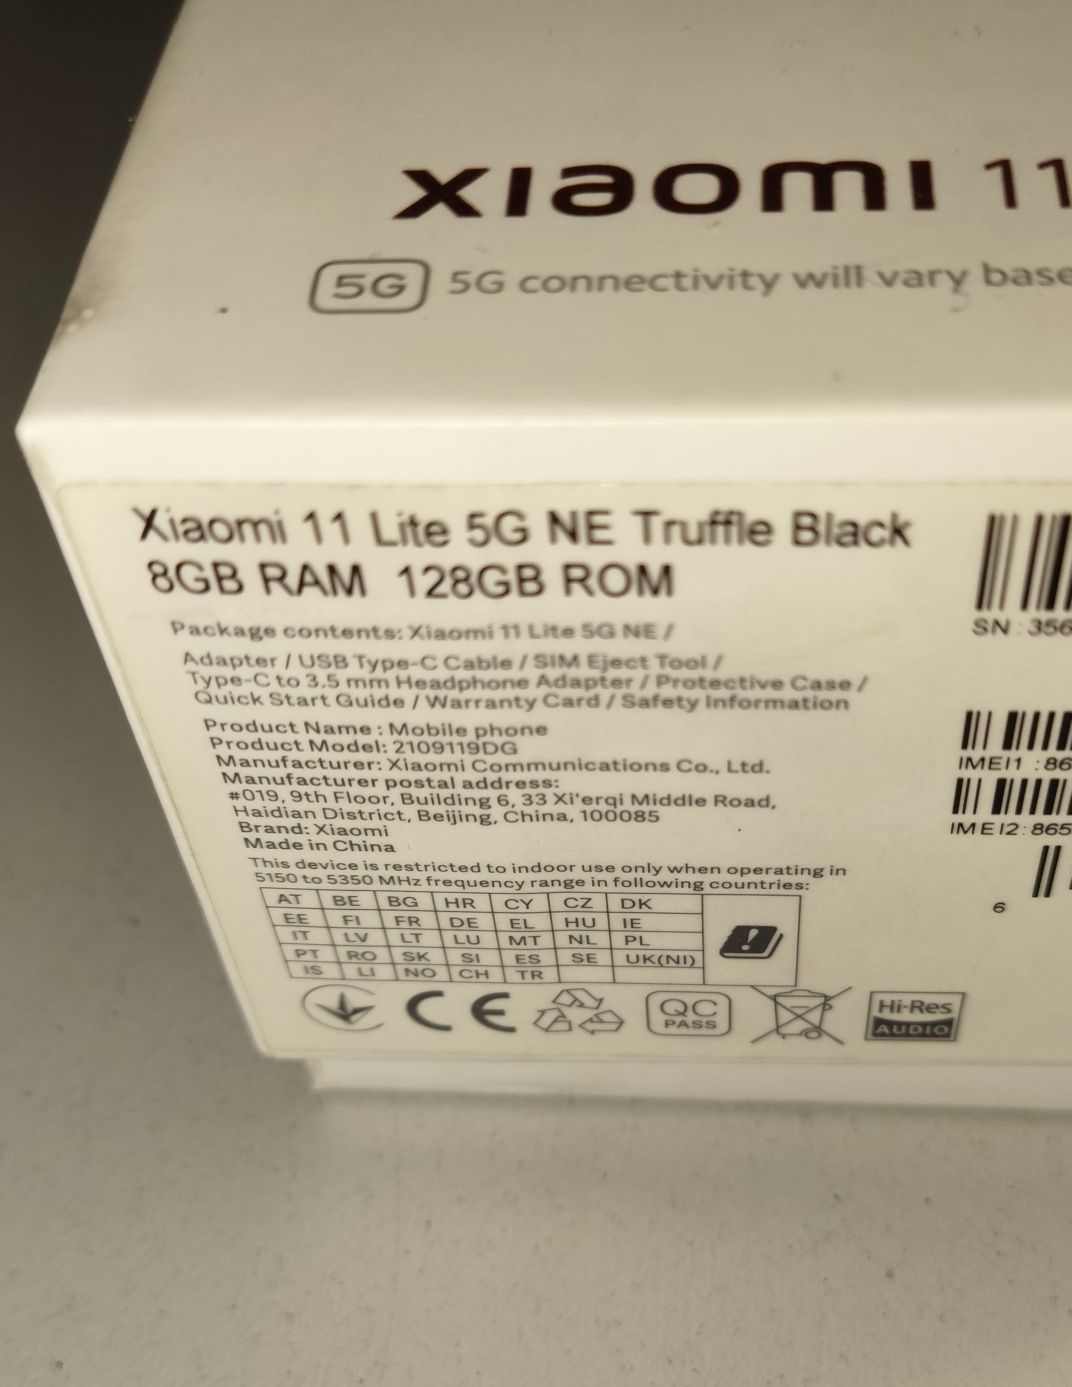 xiaomi 11
5G 5G connectivity will vary base
Xiaomi 11 Lite 5G NE Truffle Black
8GB RAM 128GB ROM
Package contents: Xiaomi 11 Lite 5G NE /
Adapter / USB Type-C Cable / SIM Eject Tool /
Type-C to 3.5 mm Headphone Adapter / Protective Case /
Quick Start Guide / Warranty Card / Safety Information
Product Name : Mobile phone
Product Model: 2109119DG
Manufacturer: Xiaomi Communications Co., Ltd.
Manufacturer postal address:
#019, 9th Floor, Building 6, 33 Xi'erqi Middle Road,
Haidian District, Beijing, China, 100085
Brand: Xiaomi
Made in China
This device is restricted to indoor use only when operating in
5150 to 5350 MHz frequency range in following countries:
AT BE BG HR CY CZ DK
EE FI FR DE EL HU IE
IT LV LT LU MT NL PL
PT RO SK SI ES SE UK(NI)
IS LI NO CH TR
CE
QC
PASS
Hi-Res
AUDIO
SN : 356
IMEI1 : 86
IMEI2: 865
6